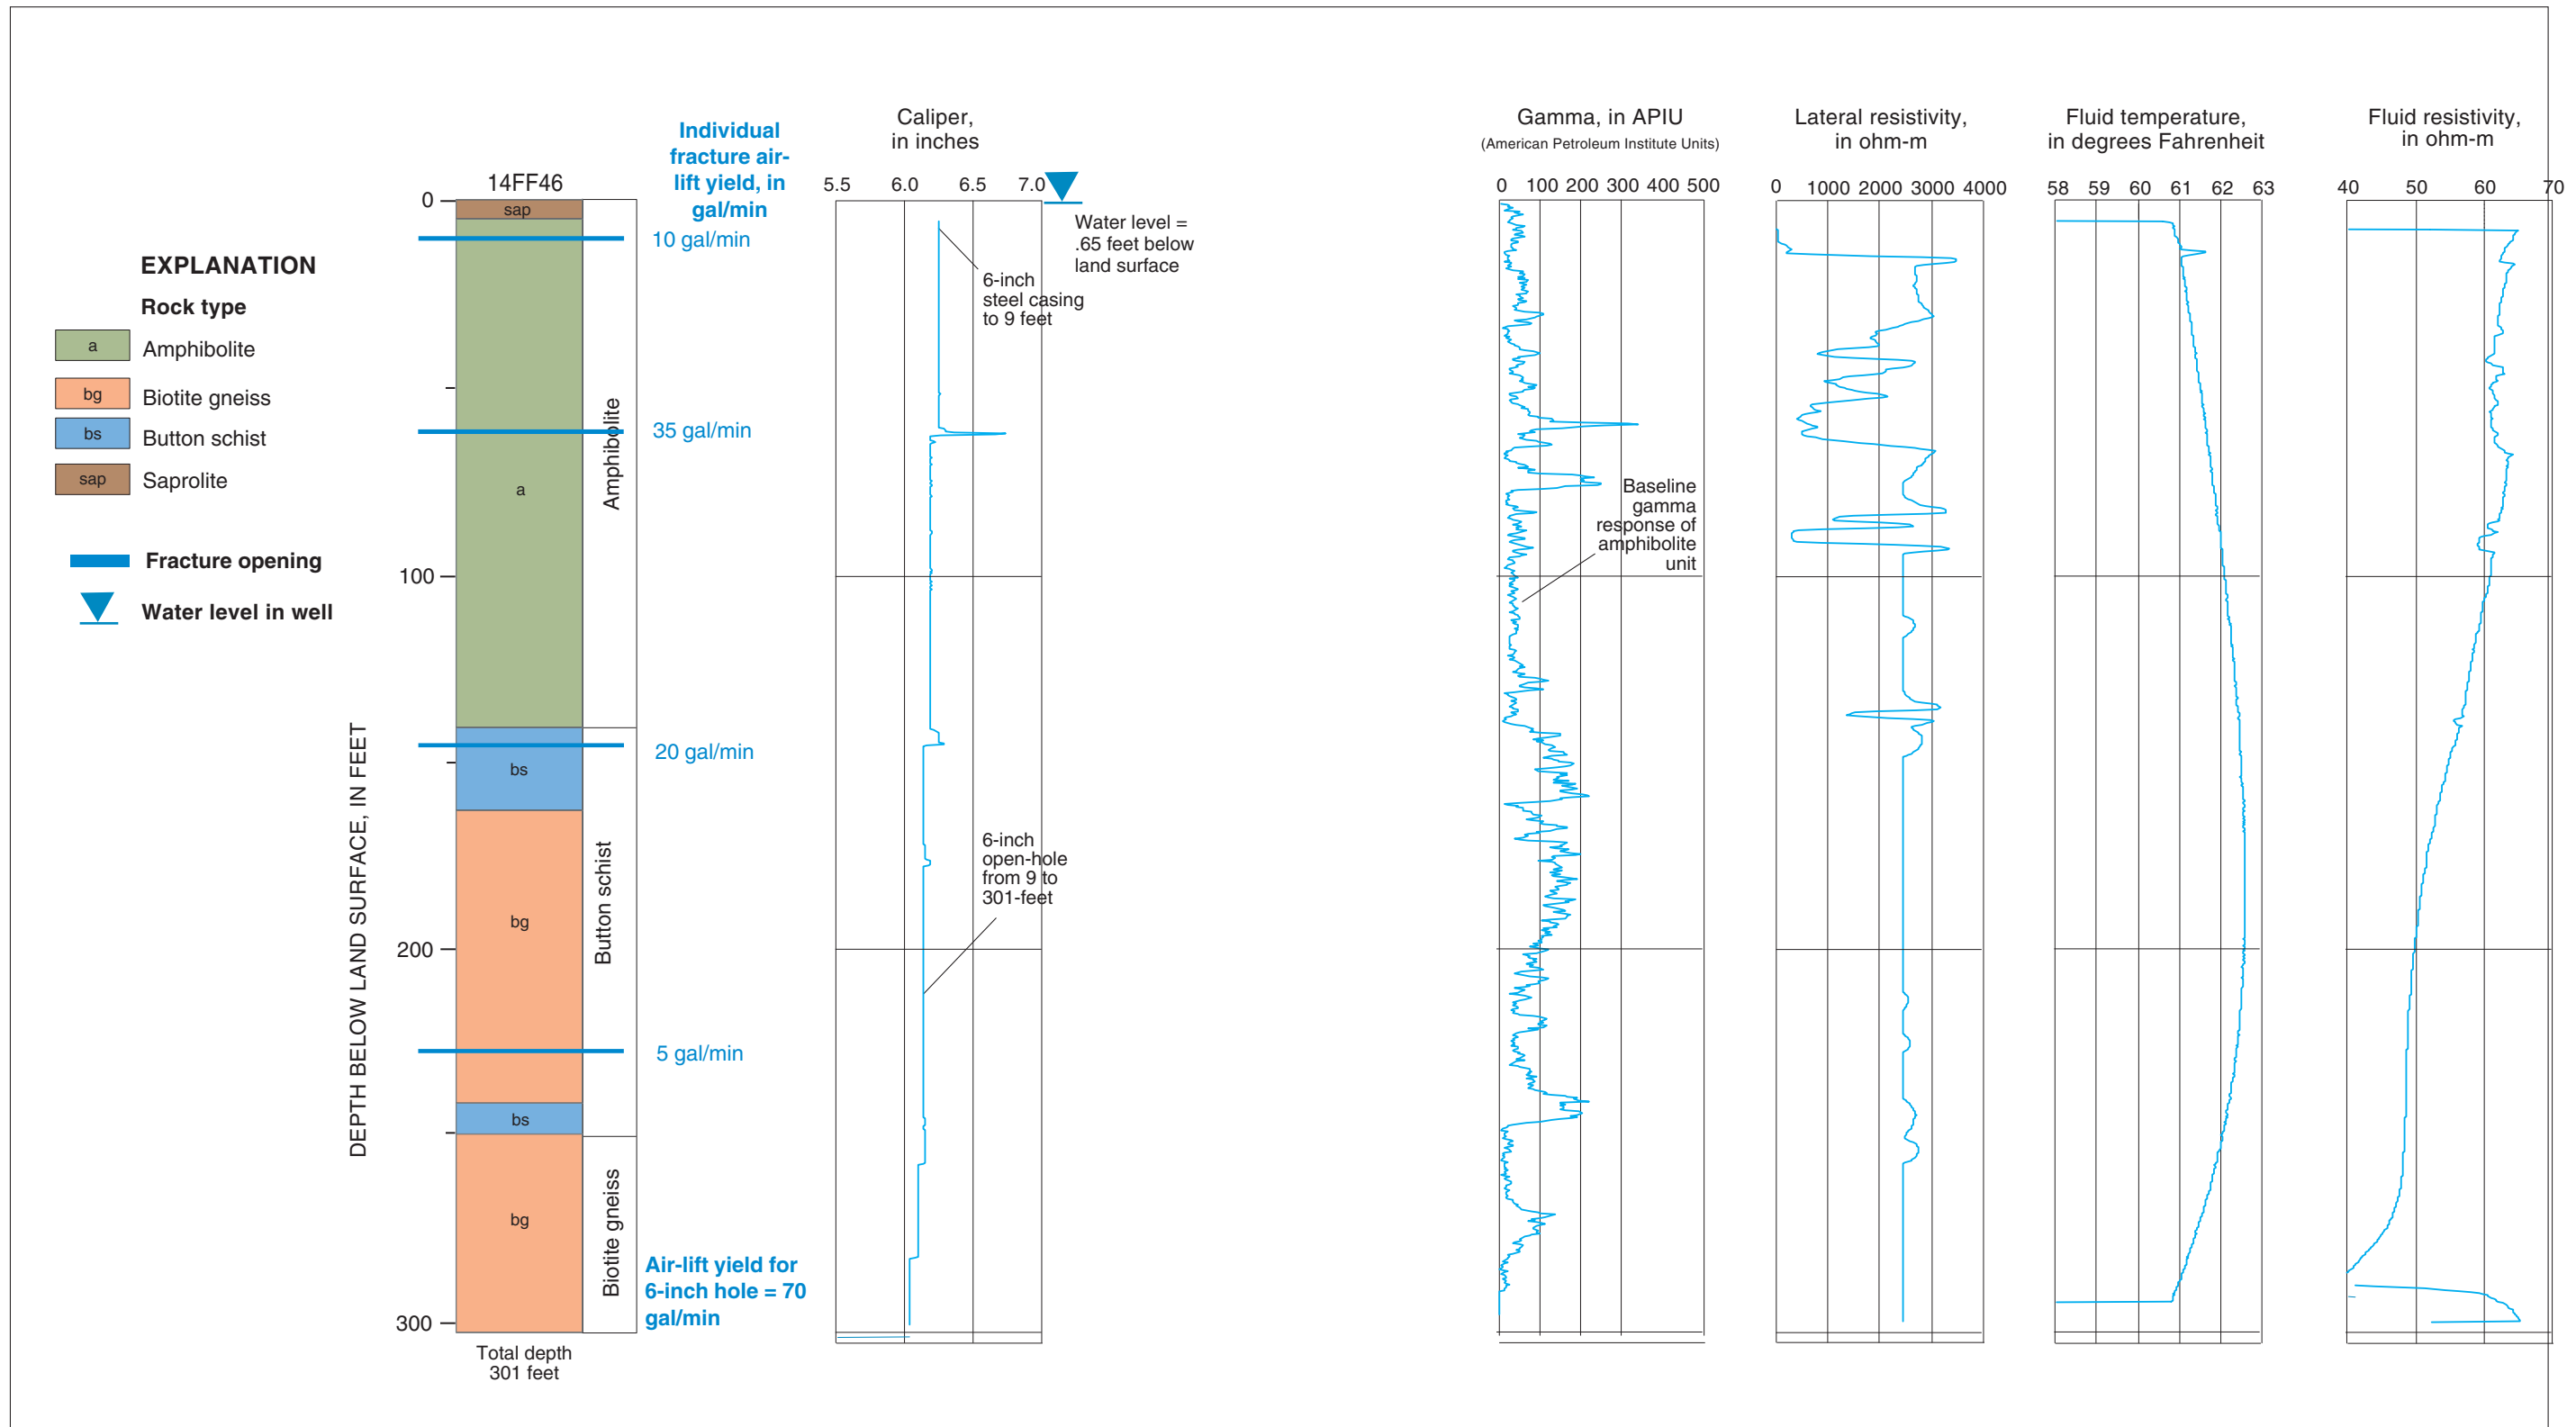 Individual
fracture air-
lift yield, in
gal/min
Caliper,
in inches
Gamma, in APIU
(American Petroleum Institute Units)
Lateral resistivity,
in ohm-m
Fluid temperature,
in degrees Fahrenheit
Fluid resistivity,
in ohm-m
14FF46
5.5 6.0 6.5 7.0
0 100 200 300 400 500
0 1000 2000 3000 4000
58 59 60 61 62 63
40 50 60 70
0
100
200
300
DEPTH BELOW LAND SURFACE, IN FEET
EXPLANATION
Rock type
a Amphibolite
bg Biotite gneiss
bs Button schist
sap Saprolite
Fracture opening
Water level in well
sap
a
bs
bg
bs
bg
Amphibolite
Button schist
Biotite gneiss
10 gal/min
35 gal/min
20 gal/min
5 gal/min
Air-lift yield for
6-inch hole = 70
gal/min
Total depth
301 feet
Water level =
.65 feet below
land surface
6-inch
steel casing
to 9 feet
6-inch
open-hole
from 9 to
301-feet
Baseline
gamma
response of
amphibolite
unit